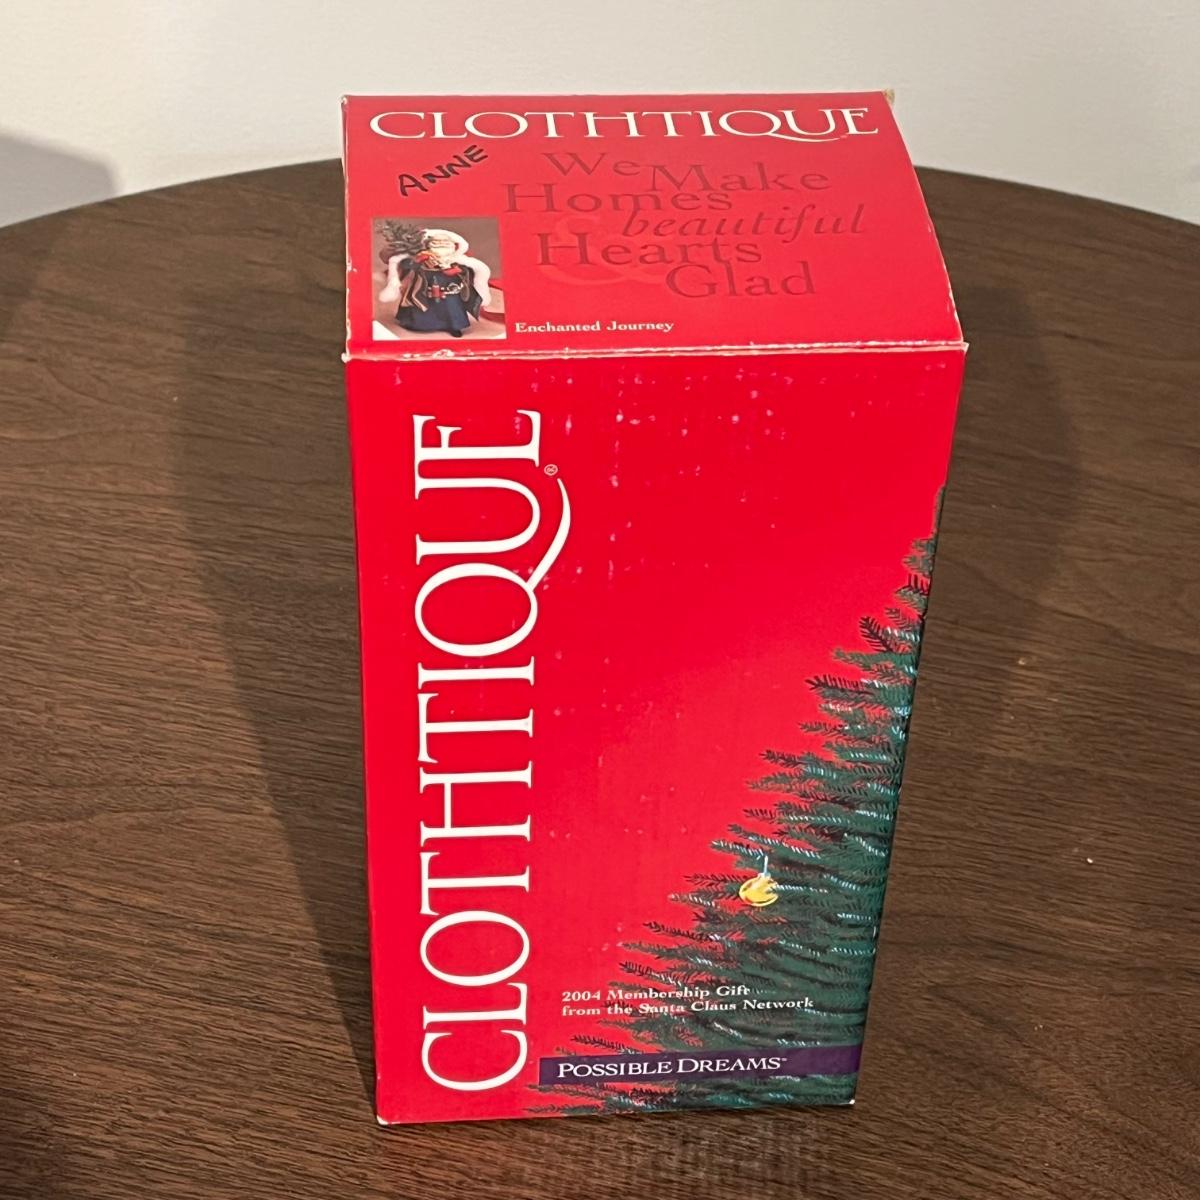 CLOTHTIQUE
ANNE
We Make
Homes
beautiful
&
Hearts
Glad
Enchanted Journey
CLOTHTIQUE®
2004 Membership Gift
from the Santa Claus Network
POSSIBLE DREAMS™